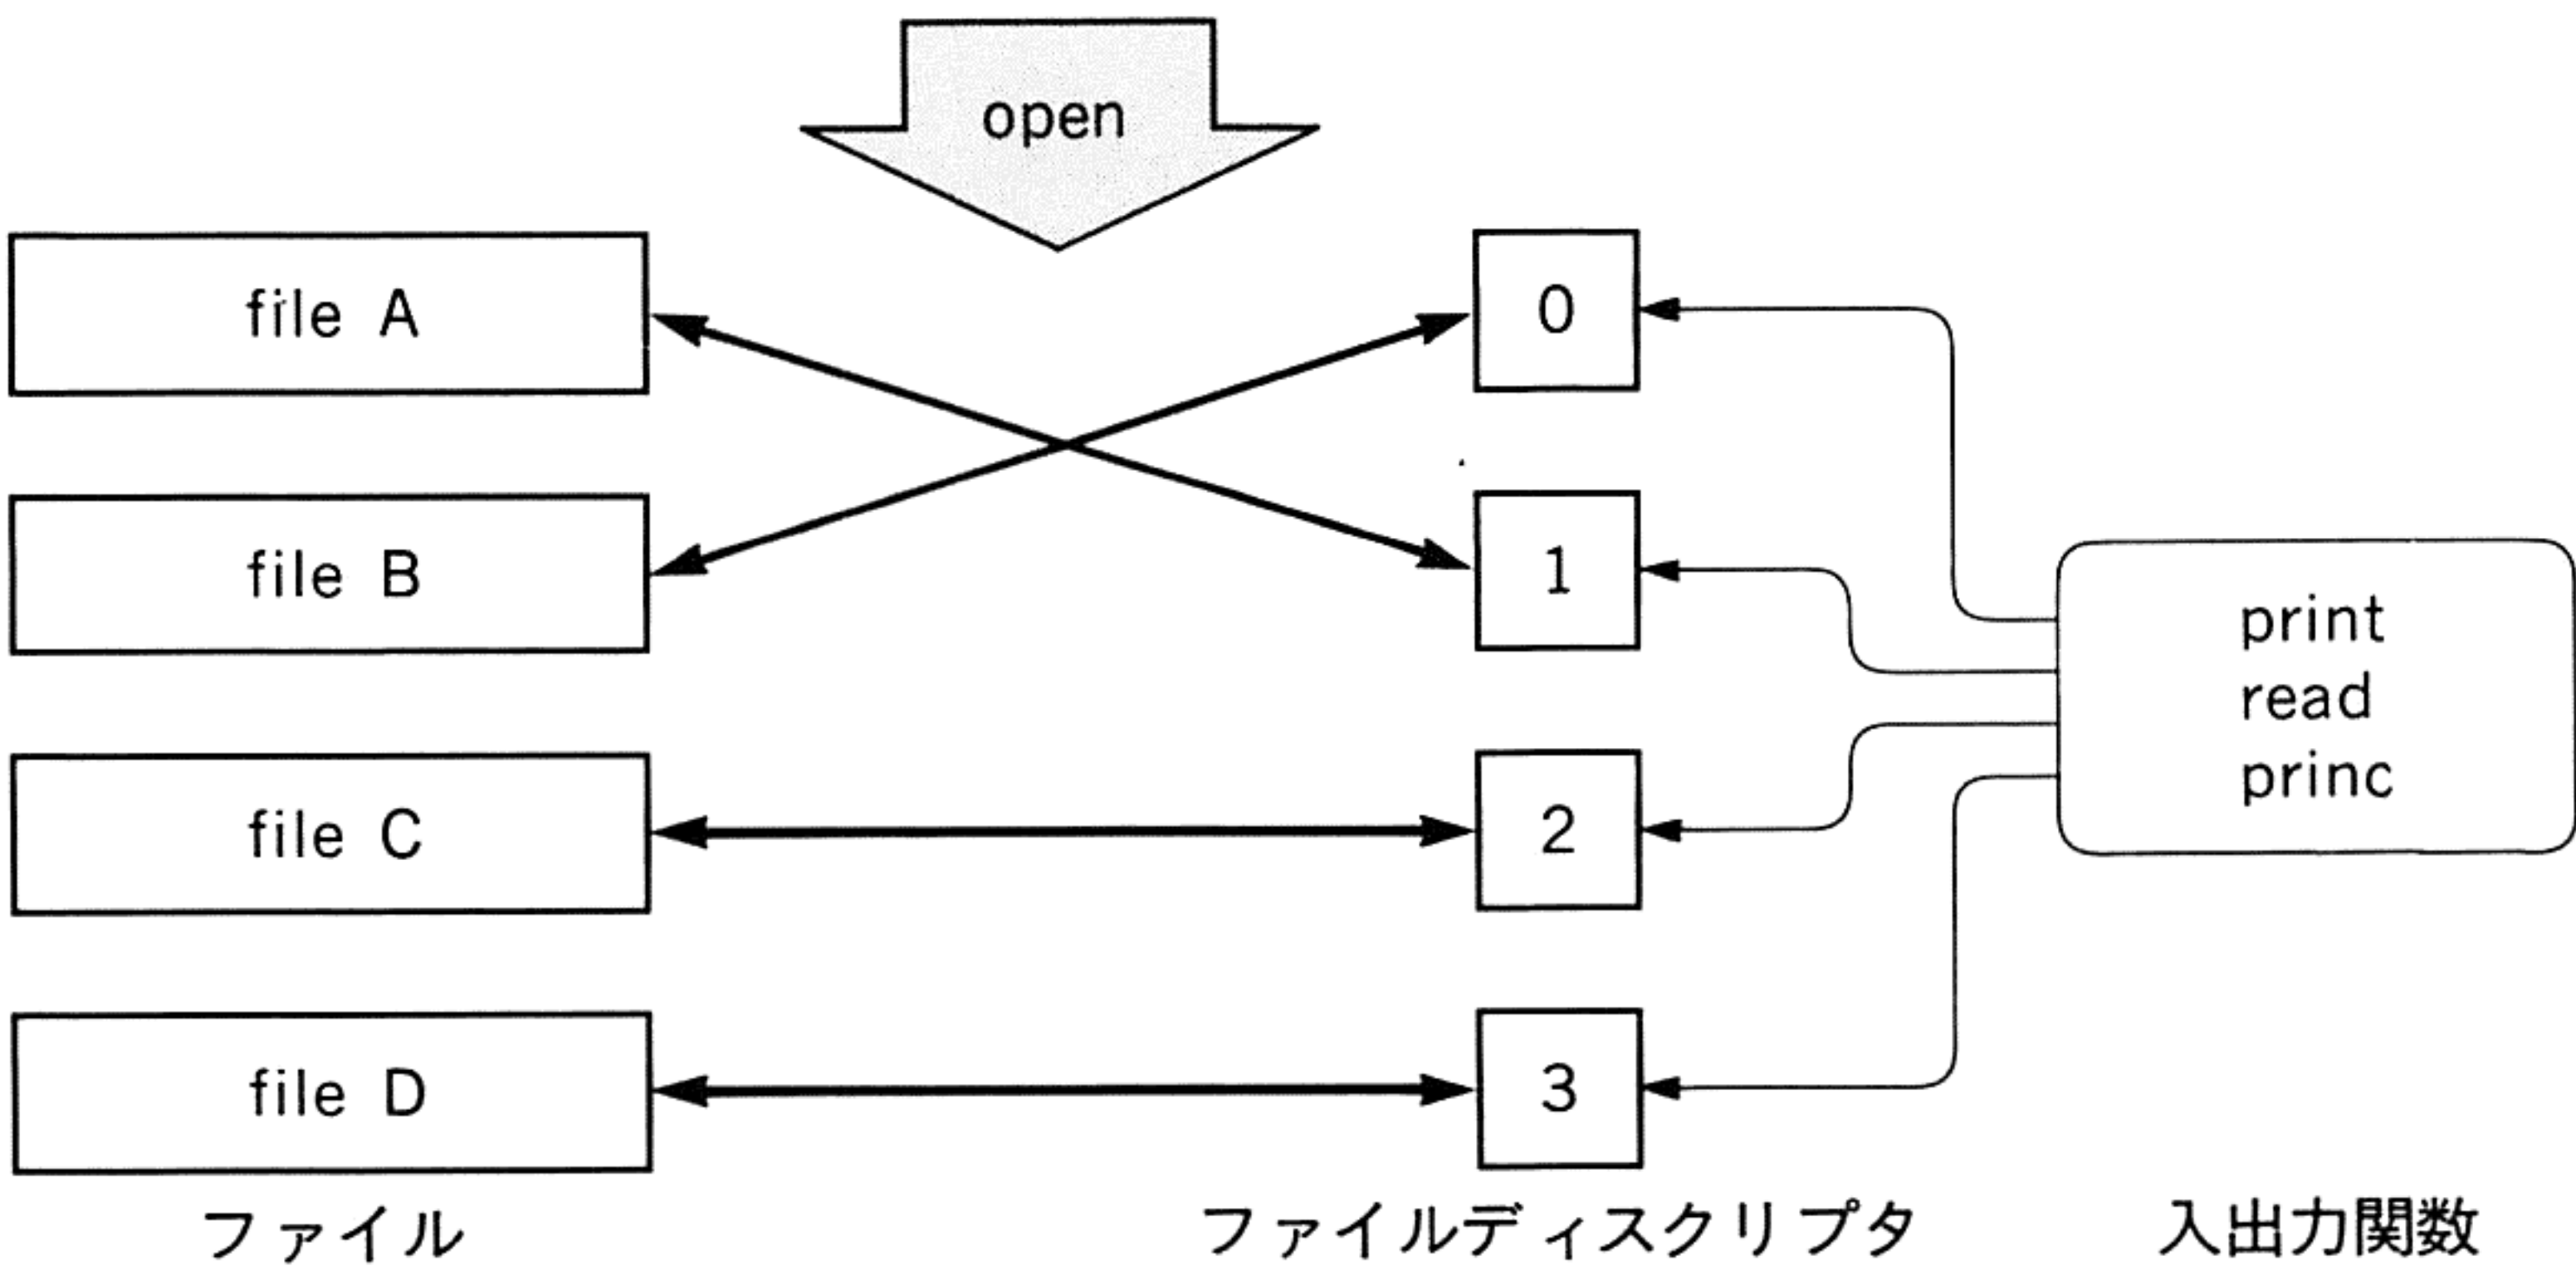 open
file A
0
file B
1
print
read
princ
file C
2
file D
3
ファイル
ファイルディスクリプタ
入出力関数